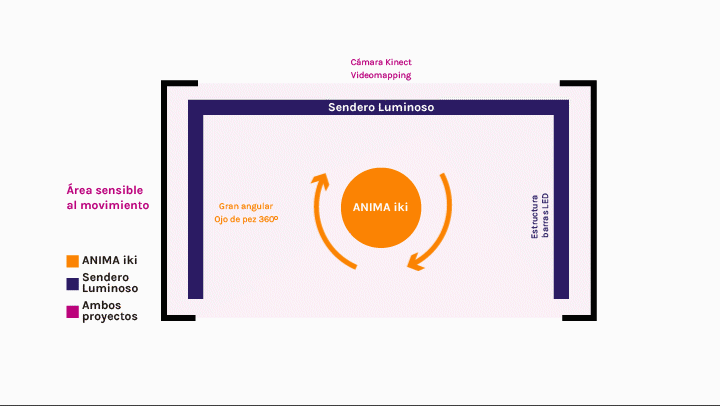 Cámara Kinect
Videomapping
Sendero Luminoso
Área sensible
al movimiento
Gran angular
Ojo de pez 360º
ANIMA iki
Estructura
barras LED
ANIMA iki
Sendero
Luminoso
Ambos
proyectos